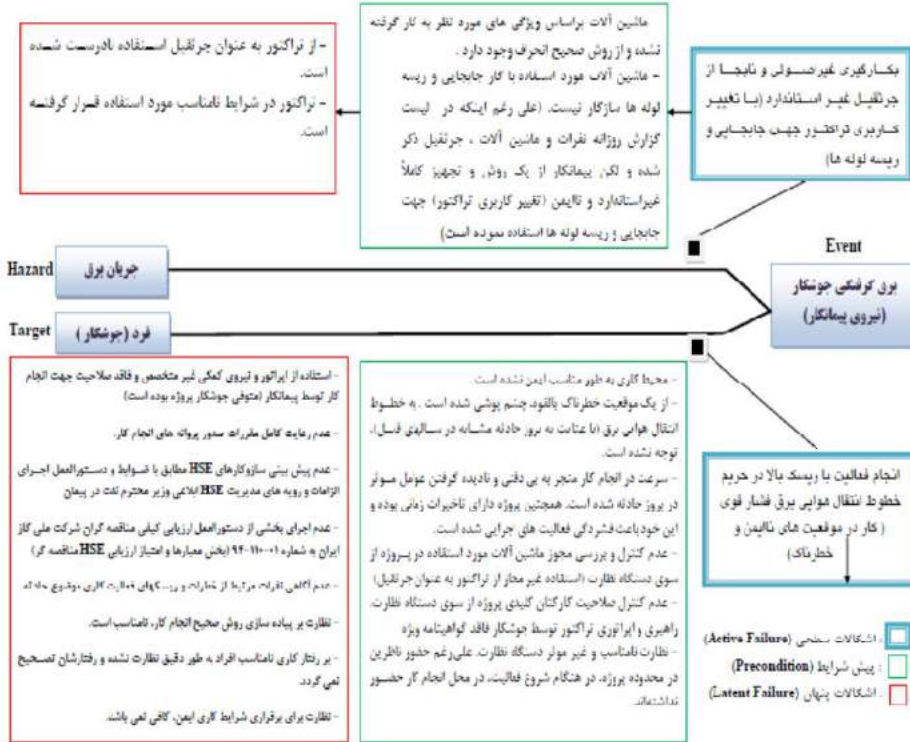 - از تراکتور به عنوان جرثقیل استفاده نادرست شده
است.
- تراکتور در شرایط نامناسب مورد استفاده قرار گرفته
است.
ماشین آلات براساس ویژگی های مورد نظر به کار گرفته
نشده و از روش صحیح انحراف وجود دارد .
- ماشین آلات مورد استفاده با کار جابجایی و ریسه
لوله ها سازگار نیست. (علی رغم اینکه در لیست
گزارش روزانه نفرات و ماشین آلات ، جرثقیل ذکر
شده و لکن پیمانکار از یک روش و تجهیز کاملاً
غیراستاندارد و ناایمن (تغییر کاربری تراکتور) جهت
جابجایی و ریسه لوله ها استفاده نموده است)
بکارگیری غیراصولی و نابجا از
جرثقیل غیر استاندارد (با تغییر
کاربری تراکتور جهت جابجایی و
ریسه لوله ها)
Hazard
جریان برق
Event
برق گرفتگی جوشکار
(نیروی پیمانکار)
Target
فرد (جوشکار )
- استفاده از اپراتور و نیروی کمکی غیر متخصص و فاقد صلاحیت جهت انجام
کار توسط پیمانکار (متوفی جوشکار پروژه بوده است)
- عدم رعایت کامل مقررات صدور پروانه های انجام کار.
- عدم پیش بینی سازوکارهای HSE مطابق با ضوابط و دستورالعمل اجرای
الزامات و رویه های مدیریت HSE ابلاغی وزیر محترم نفت در پیمان
- عدم اجرای بخشی از دستورالعمل ارزیابی کیفی مناقصه گران شرکت ملی گاز
ایران به شماره ۰۱-۱۱۰-۹۴ (بخش معیارها و امتیاز ارزیابی HSE مناقصه گر)
- عدم آگاهی نفرات مرتبط از خطرات و ریسکهای فعالیت کاری موضوع حادثه
- نظارت بر پیاده سازی روش صحیح انجام کار، نامناسب است.
- بر رفتار کاری نامناسب افراد به طور دقیق نظارت نشده و رفتارشان تصحیح
نمی گردد.
- نظارت برای برقراری شرایط کاری ایمن، کافی نمی باشد.
- محیط کاری به طور مناسب ایمن نشده است.
- از یک موقعیت خطرناک بالقوه، چشم پوشی شده است . به خطوط
انتقال هوایی برق (با عنایت به بروز حادثه مشابه در سالهای قبل)،
توجه نشده است.
- سرعت در انجام کار منجر به بی دقتی و نادیده گرفتن عوامل موثر
در بروز حادثه شده است. همچنین پروژه دارای تاخیرات زمانی بوده و
این خود باعث فشردگی فعالیت های اجرایی شده است.
- عدم کنترل و بررسی مجوز ماشین آلات مورد استفاده در پروژه از
سوی دستگاه نظارت (استفاده غیر مجاز از تراکتور به عنوان جرثقیل)
- عدم کنترل صلاحیت کارکنان کلیدی پروژه از سوی دستگاه نظارت.
راهبری و اپراتوری تراکتور توسط جوشکار فاقد گواهینامه ویژه
- نظارت نامناسب و غیر موثر دستگاه نظارت. علی‌رغم حضور ناظرین
در محدوده پروژه، در هنگام شروع فعالیت، در محل انجام کار حضور
نداشته‌اند.
انجام فعالیت با ریسک بالا در حریم
خطوط انتقال هوایی برق فشار قوی
( کار در موقعیت های ناایمن و
خطرناک)
: اشکالات سطحی (Active Failure)
: پیش شرایط (Precondition)
: اشکالات پنهان (Latent Failure)